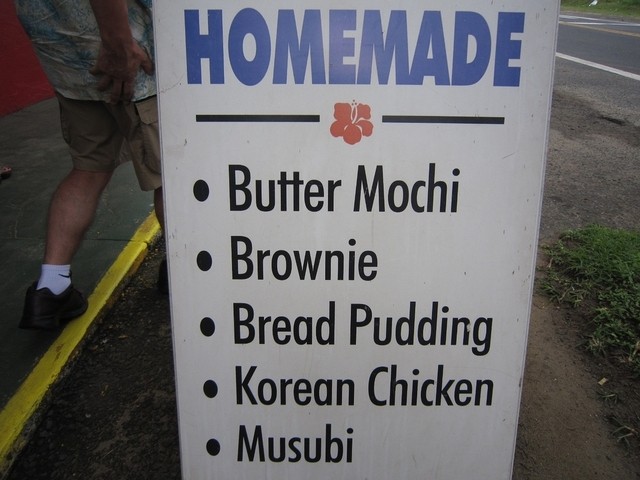 HOMEMADE
• Butter Mochi
• Brownie
• Bread Pudding
• Korean Chicken
• Musubi